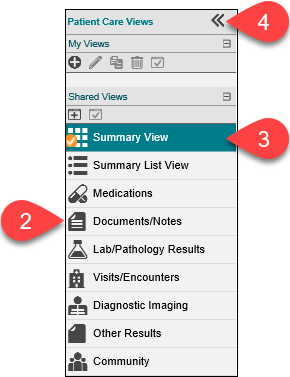 Patient Care Views
4
My Views
Shared Views
Summary View
3
Summary List View
Medications
2
Documents/Notes
Lab/Pathology Results
Visits/Encounters
Diagnostic Imaging
Other Results
Community